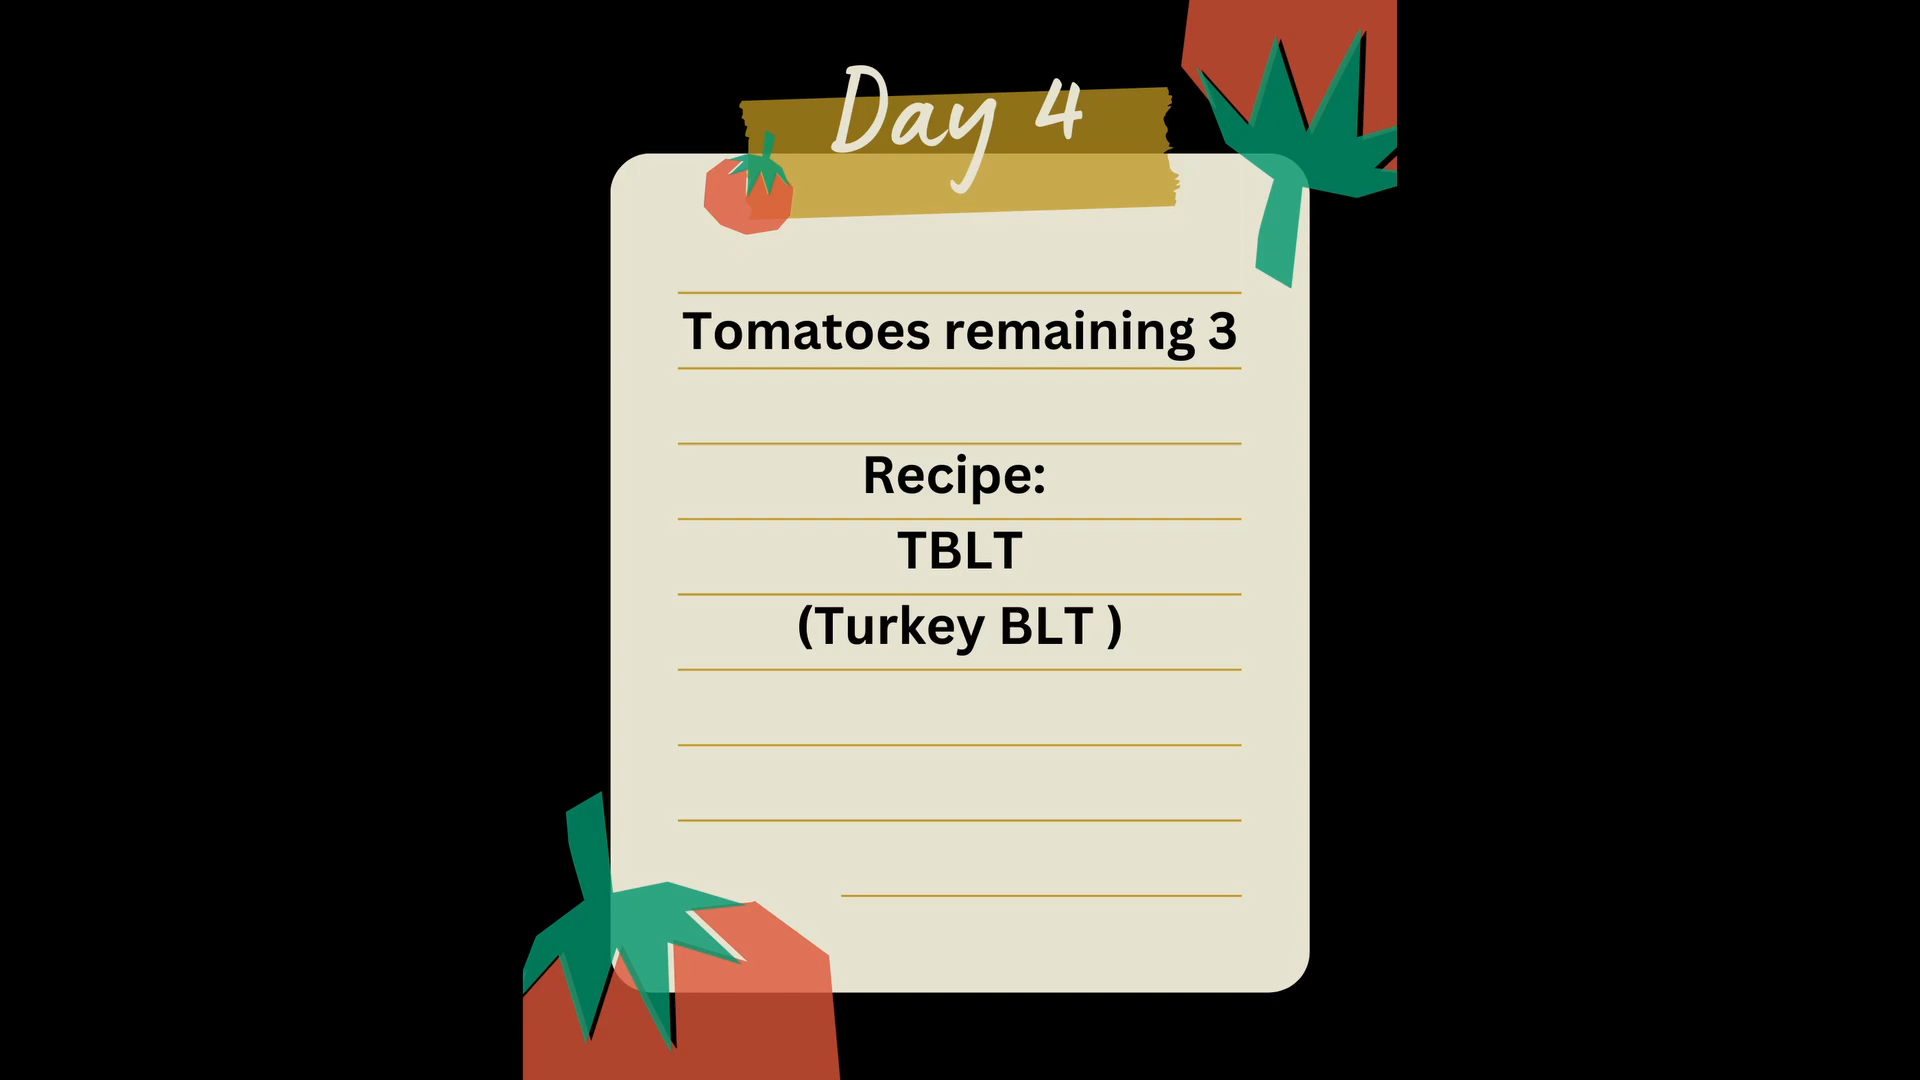 Day 4
Tomatoes remaining 3
Recipe:
TBLT
(Turkey BLT )